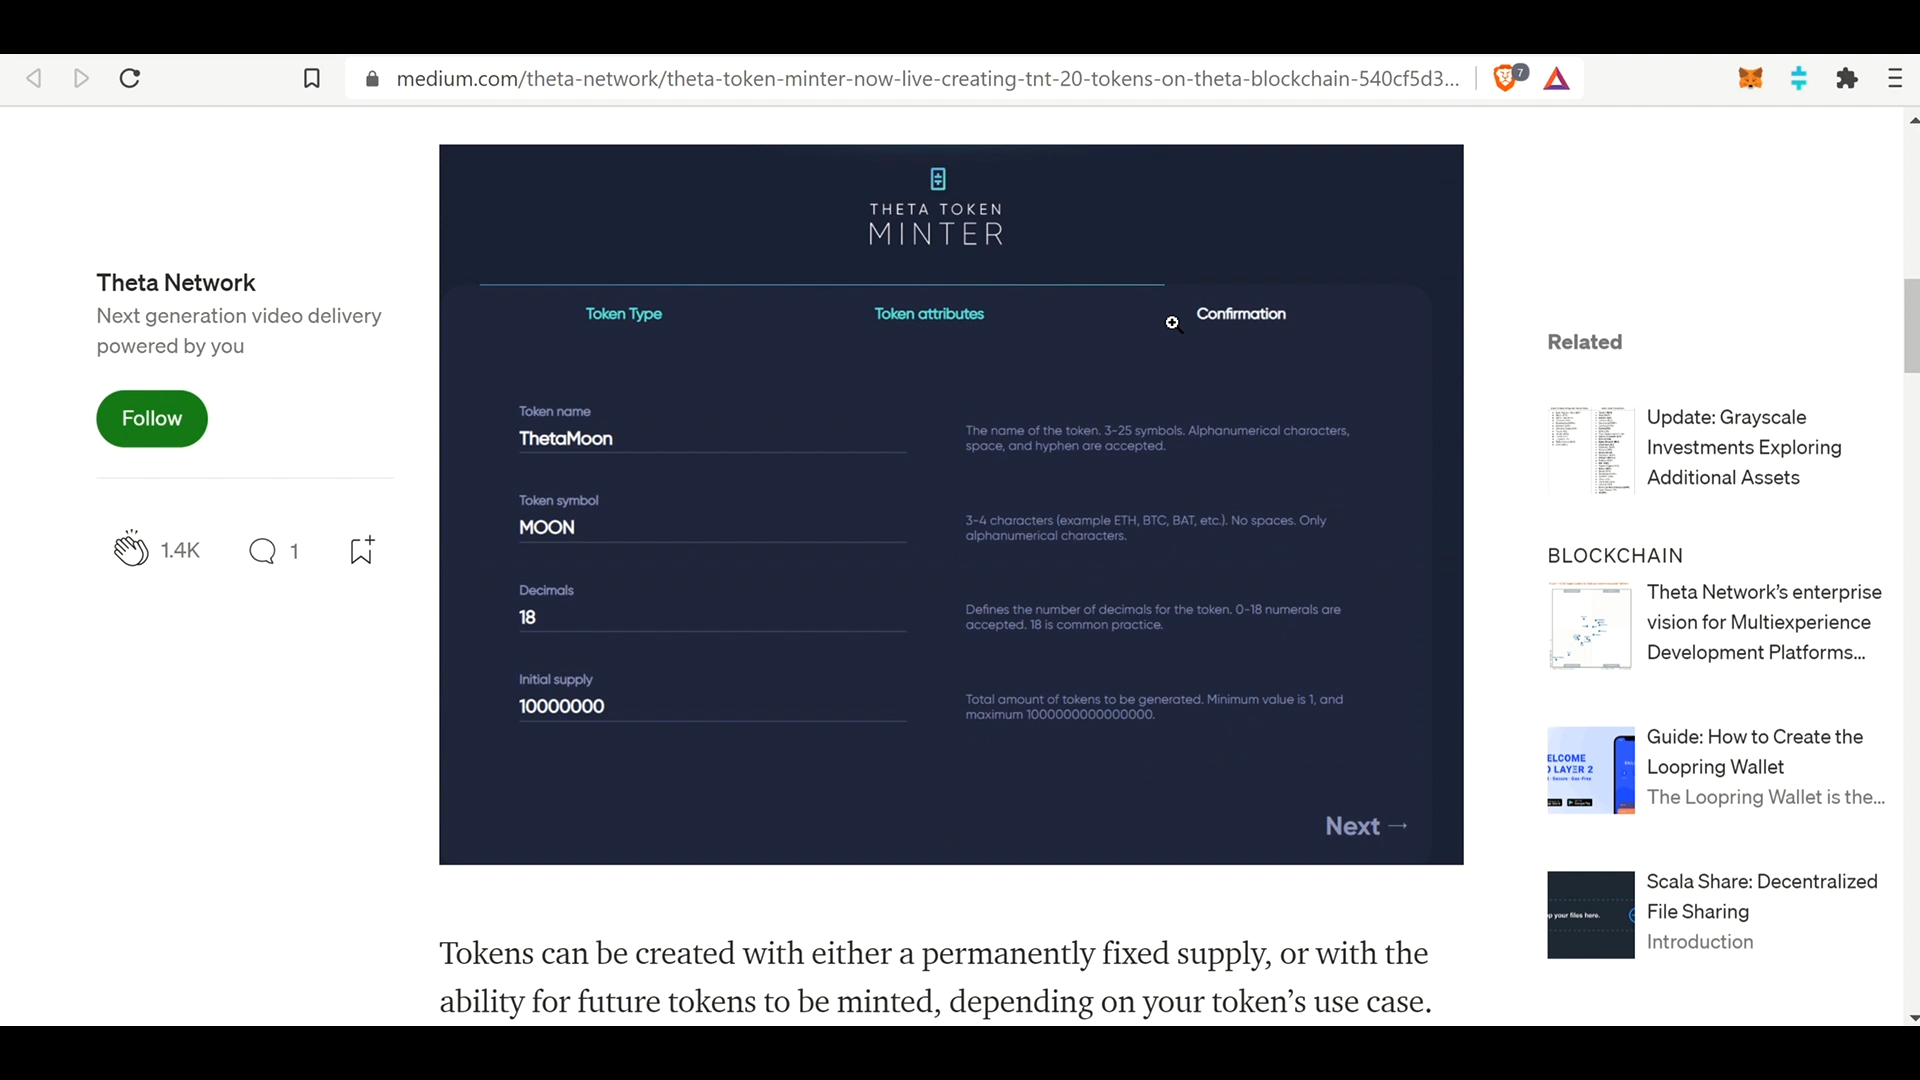 medium.com/theta-network/theta-token-minter-now-live-creating-tnt-20-tokens-on-theta-blockchain-540cf5d3...
7
THETA TOKEN
MINTER
Token Type
Token attributes
Confirmation
Token name
ThetaMoon
The name of the token. 3-25 symbols. Alphanumerical characters,
space, and hyphen are accepted.
Token symbol
MOON
3-4 characters (example ETH, BTC, BAT, etc.). No spaces. Only
alphanumerical characters.
Decimals
18
Defines the number of decimals for the token. 0-18 numerals are
accepted. 18 is common practice.
Initial supply
10000000
Total amount of tokens to be generated. Minimum value is 1, and
Next →
Theta Network
Next generation video delivery
powered by you
Follow
1.4K
1
Tokens can be created with either a permanently fixed supply, or with the
ability for future tokens to be minted, depending on your token’s use case.
Related
Update: Grayscale
Investments Exploring
Additional Assets
BLOCKCHAIN
Theta Network’s enterprise
vision for Multiexperience
Development Platforms...
Guide: How to Create the
Loopring Wallet
The Loopring Wallet is the...
ELCOME
LAYER 2
Scala Share: Decentralized
File Sharing
Introduction
p your files here.